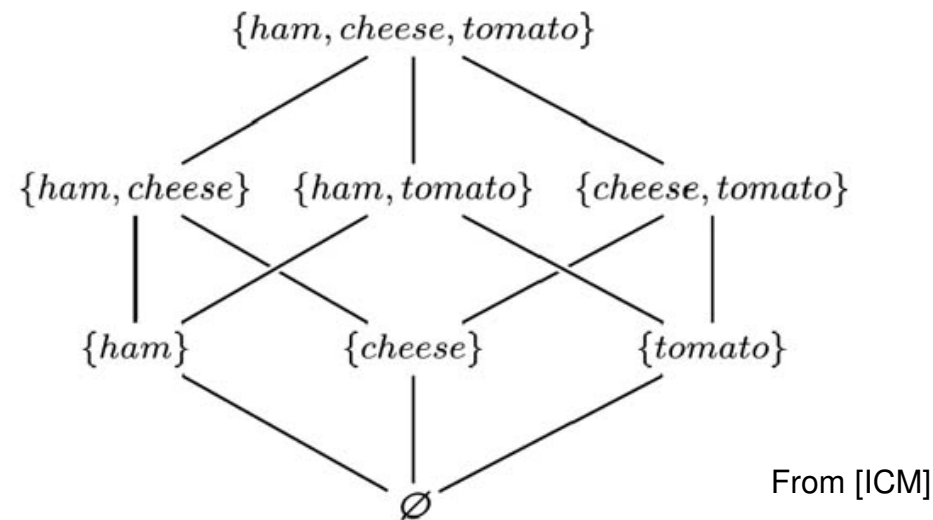 {ham, cheese, tomato}
{ham, cheese} {ham, tomato} {cheese, tomato}
{ham} {cheese} {tomato}
∅
From [ICM]